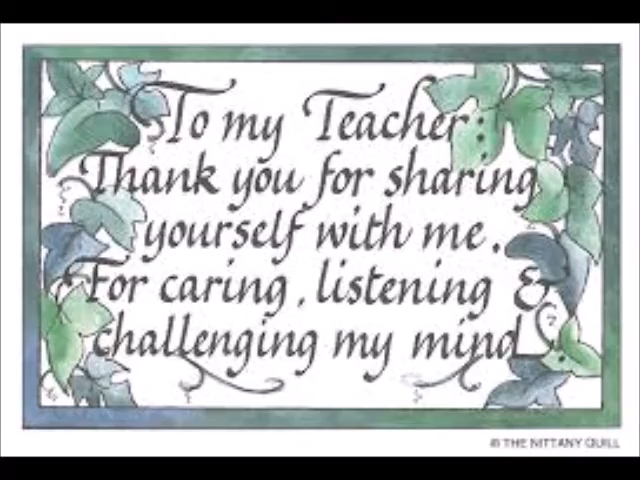 To my Teacher:
Thank you for sharing
yourself with me.
For caring, listening &
challenging my mind
© THE NITTANY QUILL